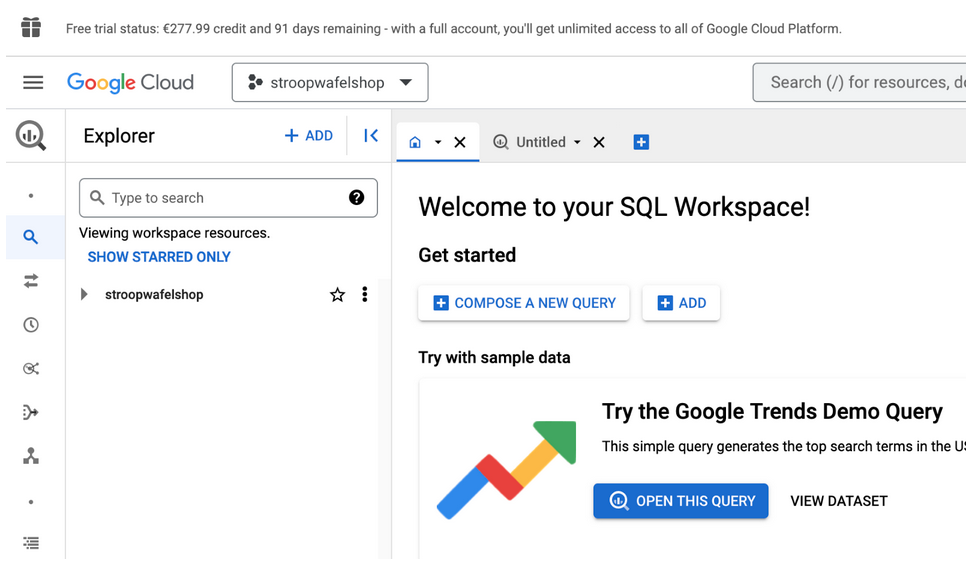 Free trial status: €277.99 credit and 91 days remaining - with a full account, you'll get unlimited access to all of Google Cloud Platform.
Google Cloud
stroopwafelshop
Search (/) for resources,
Explorer
ADD
Untitled
Type to search
Viewing workspace resources.
SHOW STARRED ONLY
stroopwafelshop
Welcome to your SQL Workspace!
Get started
COMPOSE A NEW QUERY
ADD
Try with sample data
Try the Google Trends Demo Query
This simple query generates the top search terms in the
OPEN THIS QUERY
VIEW DATASET